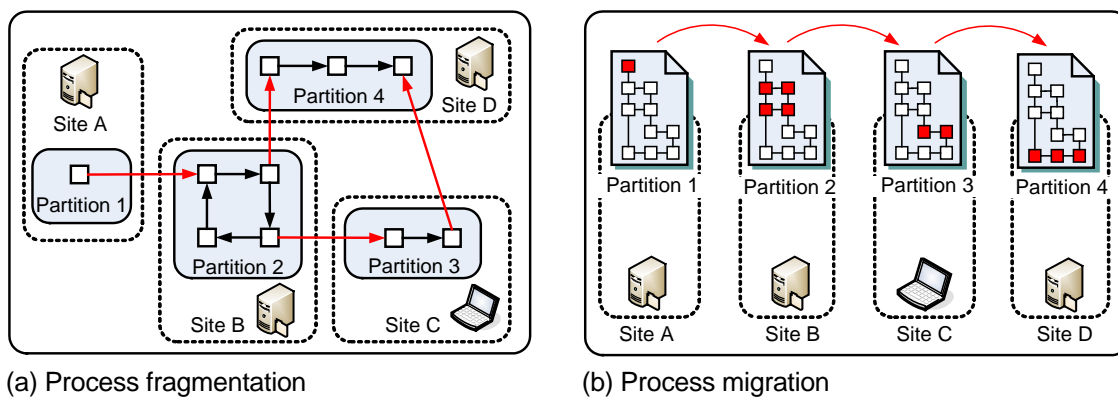 Site A
Partition 4
Site D
Partition 1
Partition 2
Partition 3
Site B
Site C
(a) Process fragmentation
Partition 1
Partition 2
Partition 3
Partition 4
Site A
Site B
Site C
Site D
(b) Process migration